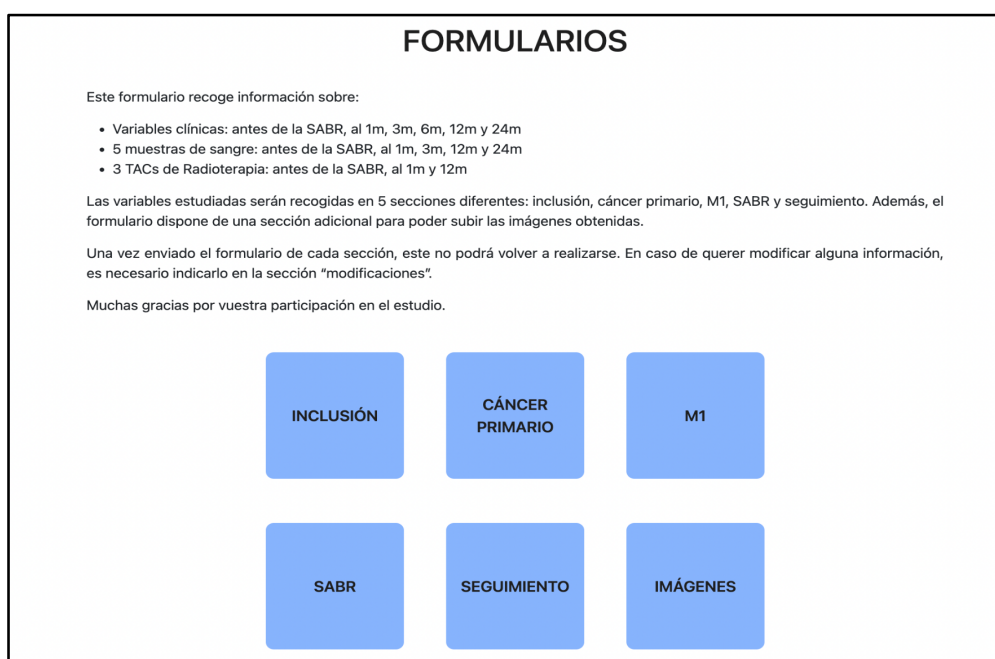 FORMULARIOS
Este formulario recoge información sobre:
• Variables clínicas: antes de la SABR, al 1m, 3m, 6m, 12m y 24m
• 5 muestras de sangre: antes de la SABR, al 1m, 3m, 12m y 24m
• 3 TACs de Radioterapia: antes de la SABR, al 1m y 12m
Las variables estudiadas serán recogidas en 5 secciones diferentes: inclusión, cáncer primario, M1, SABR y seguimiento. Además, el
formulario dispone de una sección adicional para poder subir las imágenes obtenidas.
Una vez enviado el formulario de cada sección, este no podrá volver a realizarse. En caso de querer modificar alguna información,
es necesario indicarlo en la sección “modificaciones”.
Muchas gracias por vuestra participación en el estudio.
INCLUSIÓN
CÁNCER
PRIMARIO
M1
SABR
SEGUIMIENTO
IMÁGENES